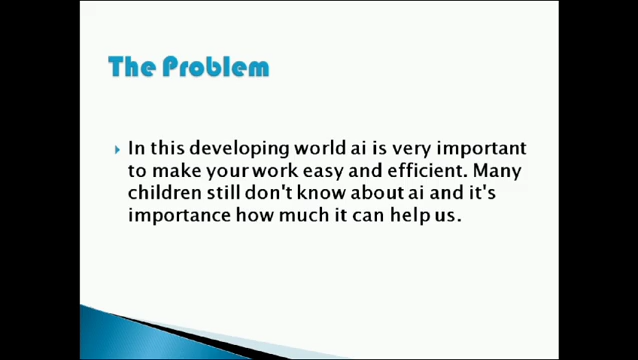 The Problem
In this developing world ai is very important
to make your work easy and efficient. Many
children still don't know about ai and it's
importance how much it can help us.